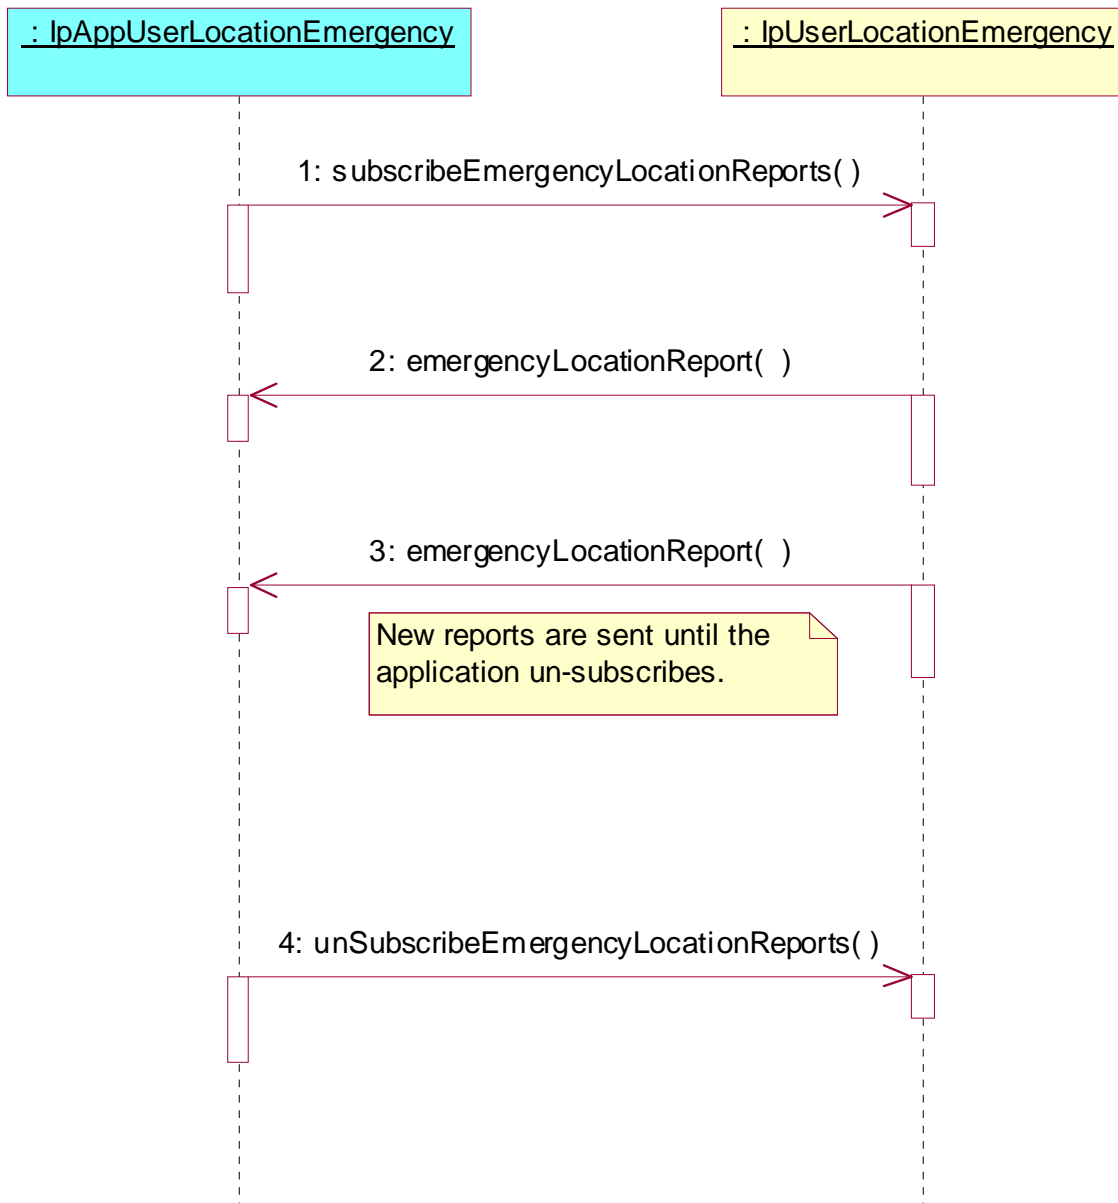 : IpAppUserLocationEmergency
: IpUserLocationEmergency
1: subscribeEmergencyLocationReports( )
2: emergencyLocationReport(  )
3: emergencyLocationReport(  )
New reports are sent until the
application un-subscribes.
4: unSubscribeEmergencyLocationReports( )